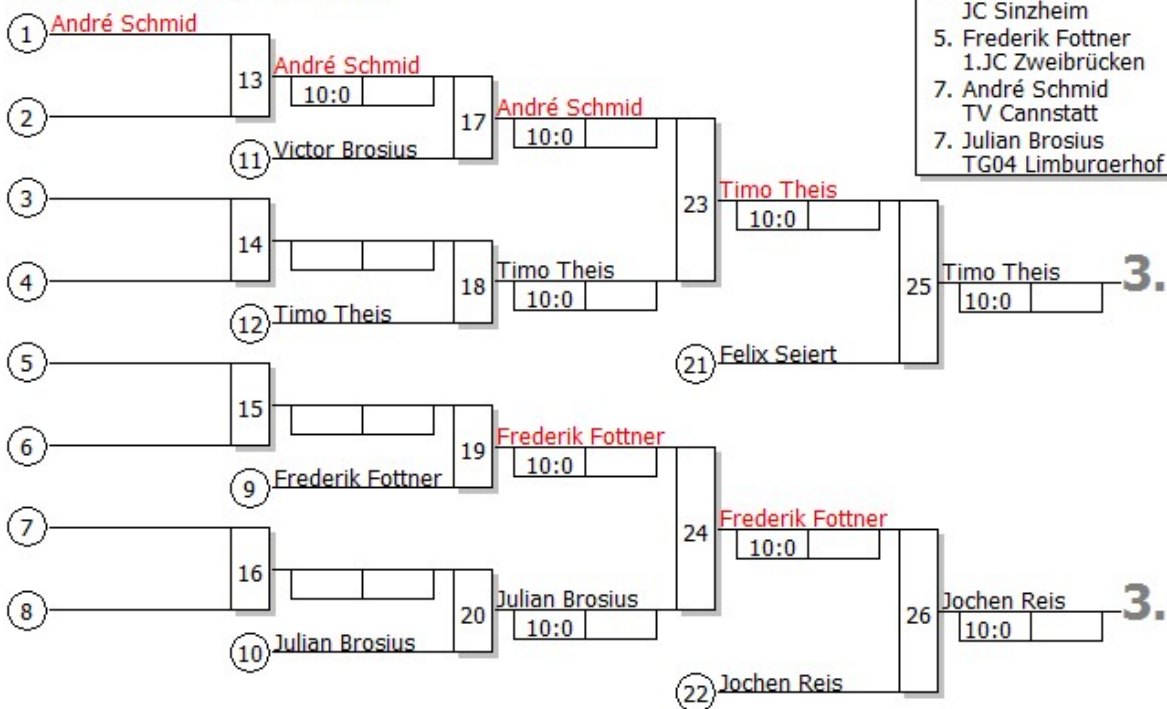 1 André Schmid
13
André Schmid
10:0
2
17
André Schmid
10:0
11 Victor Brosius
3
14
23
Timo Theis
10:0
4
18
Timo Theis
10:0
12 Timo Theis
25
Timo Theis
10:0
3.
21 Felix Seiert
5
15
6
19
Frederik Fottner
10:0
9 Frederik Fottner
7
16
24
Frederik Fottner
10:0
8
20
Julian Brosius
10:0
10 Julian Brosius
26
Jochen Reis
10:0
3.
22 Jochen Reis
JC Sinzheim
5. Frederik Fottner
1.JC Zweibrücken
7. André Schmid
TV Cannstatt
7. Julian Brosius
TG04 Limburgerhof